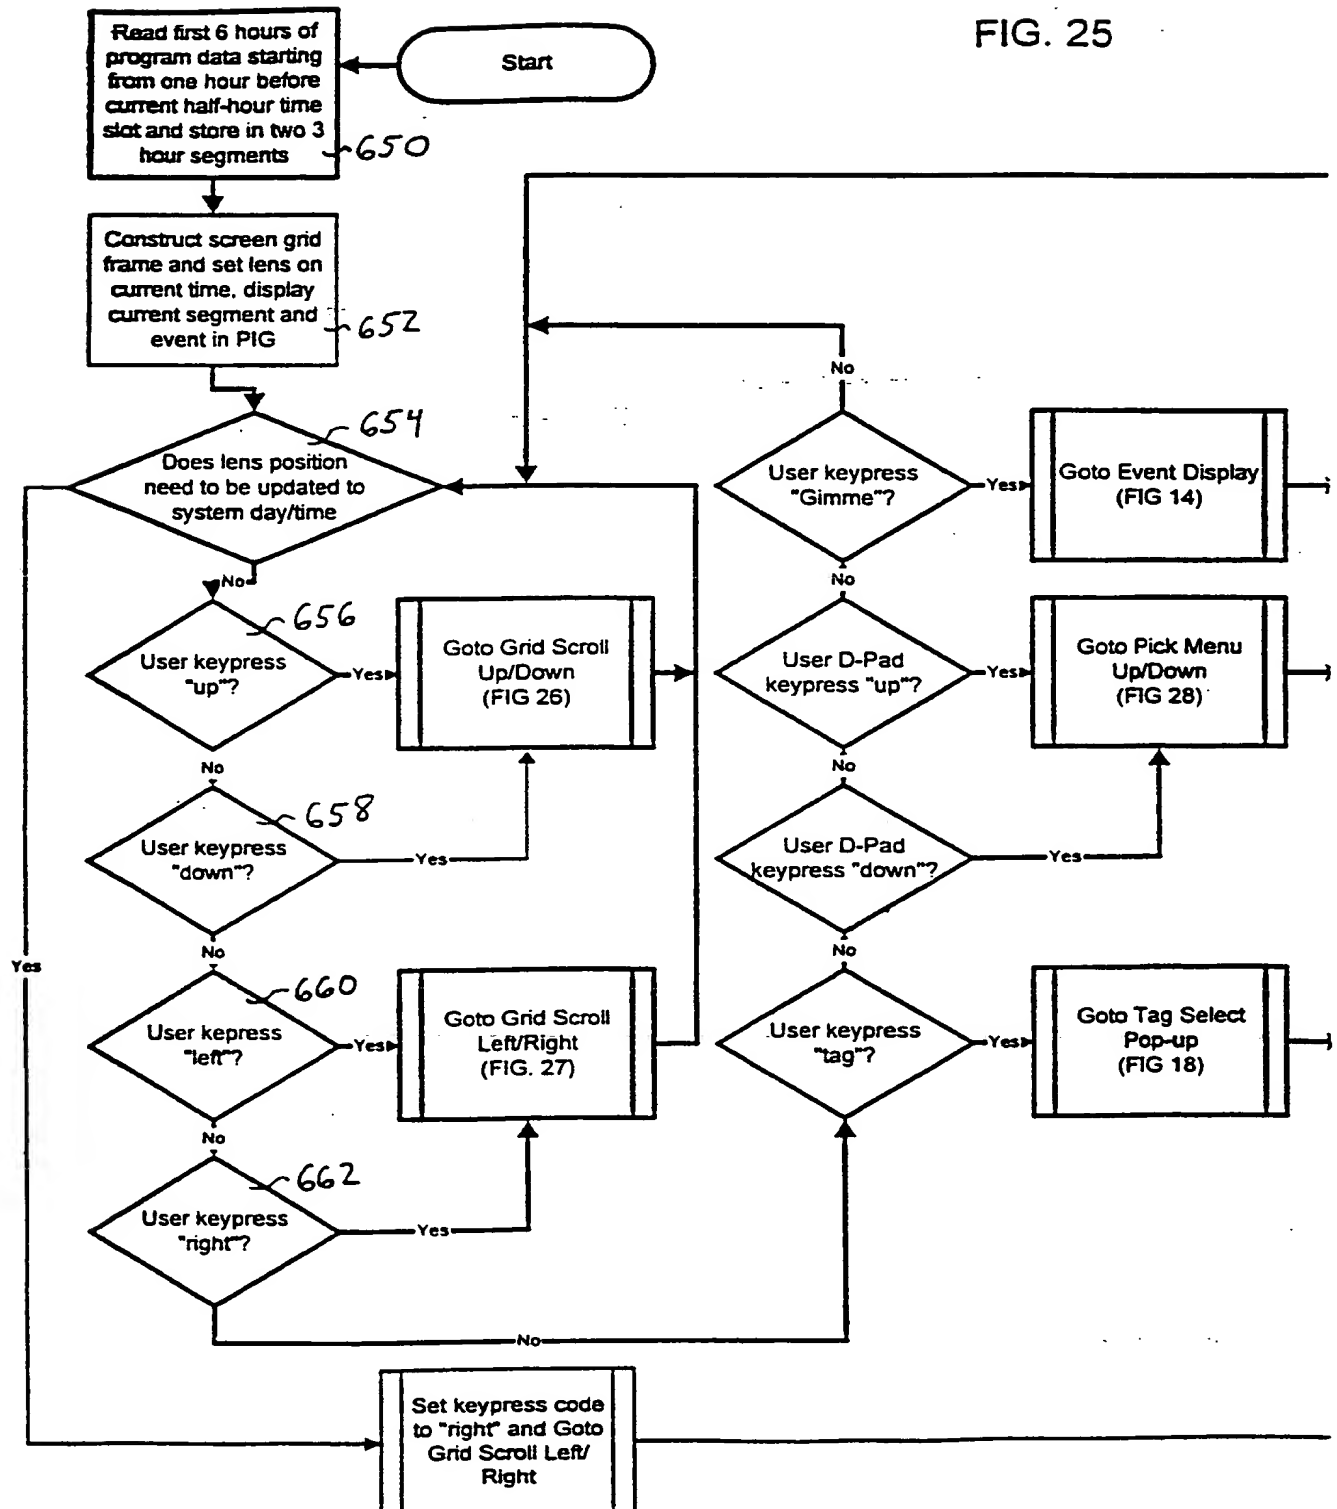 FIG. 25
Start
Read first 6 hours of
program data starting
from one hour before
current half-hour time
slot and store in two 3
hour segments
650
Construct screen grid
frame and set lens on
current time, display
current segment and
event in PIG
652
654
Does lens position
need to be updated to
system day/time
Yes
No
656
User keypress
"up"?
Yes
Goto Grid Scroll
Up/Down
(FIG 26)
No
658
User keypress
"down"?
Yes
No
660
User kepress
"left"?
Yes
Goto Grid Scroll
Left/Right
(FIG. 27)
No
662
User keypress
"right"?
Yes
No
Set keypress code
to "right" and Goto
Grid Scroll Left/
Right
No
User keypress
"Gimme"?
Yes
Goto Event Display
(FIG 14)
No
User D-Pad
keypress "up"?
Yes
Goto Pick Menu
Up/Down
(FIG 28)
No
User D-Pad
keypress "down"?
Yes
No
User keypress
"tag"?
Yes
Goto Tag Select
Pop-up
(FIG 18)